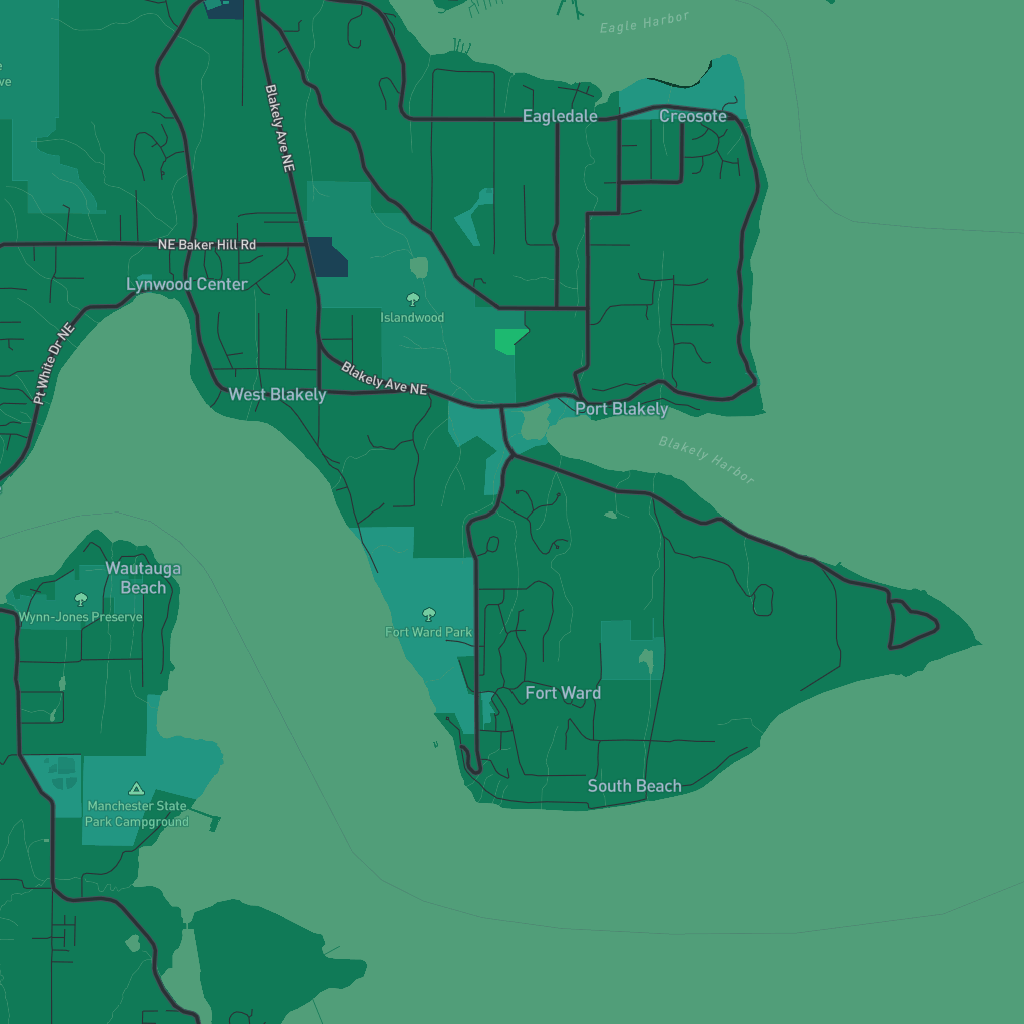 Eagle Harbor
ve
Eagledale
Creosote
Blakely Ave NE
NE Baker Hill Rd
Lynwood Center
Islandwood
Pt White Dr NE
Blakely Ave NE
West Blakely
Port Blakely
Blakely Harbor
Wautauga
Beach
Wynn-Jones Preserve
Fort Ward Park
Fort Ward
South Beach
Manchester State
Park Campground